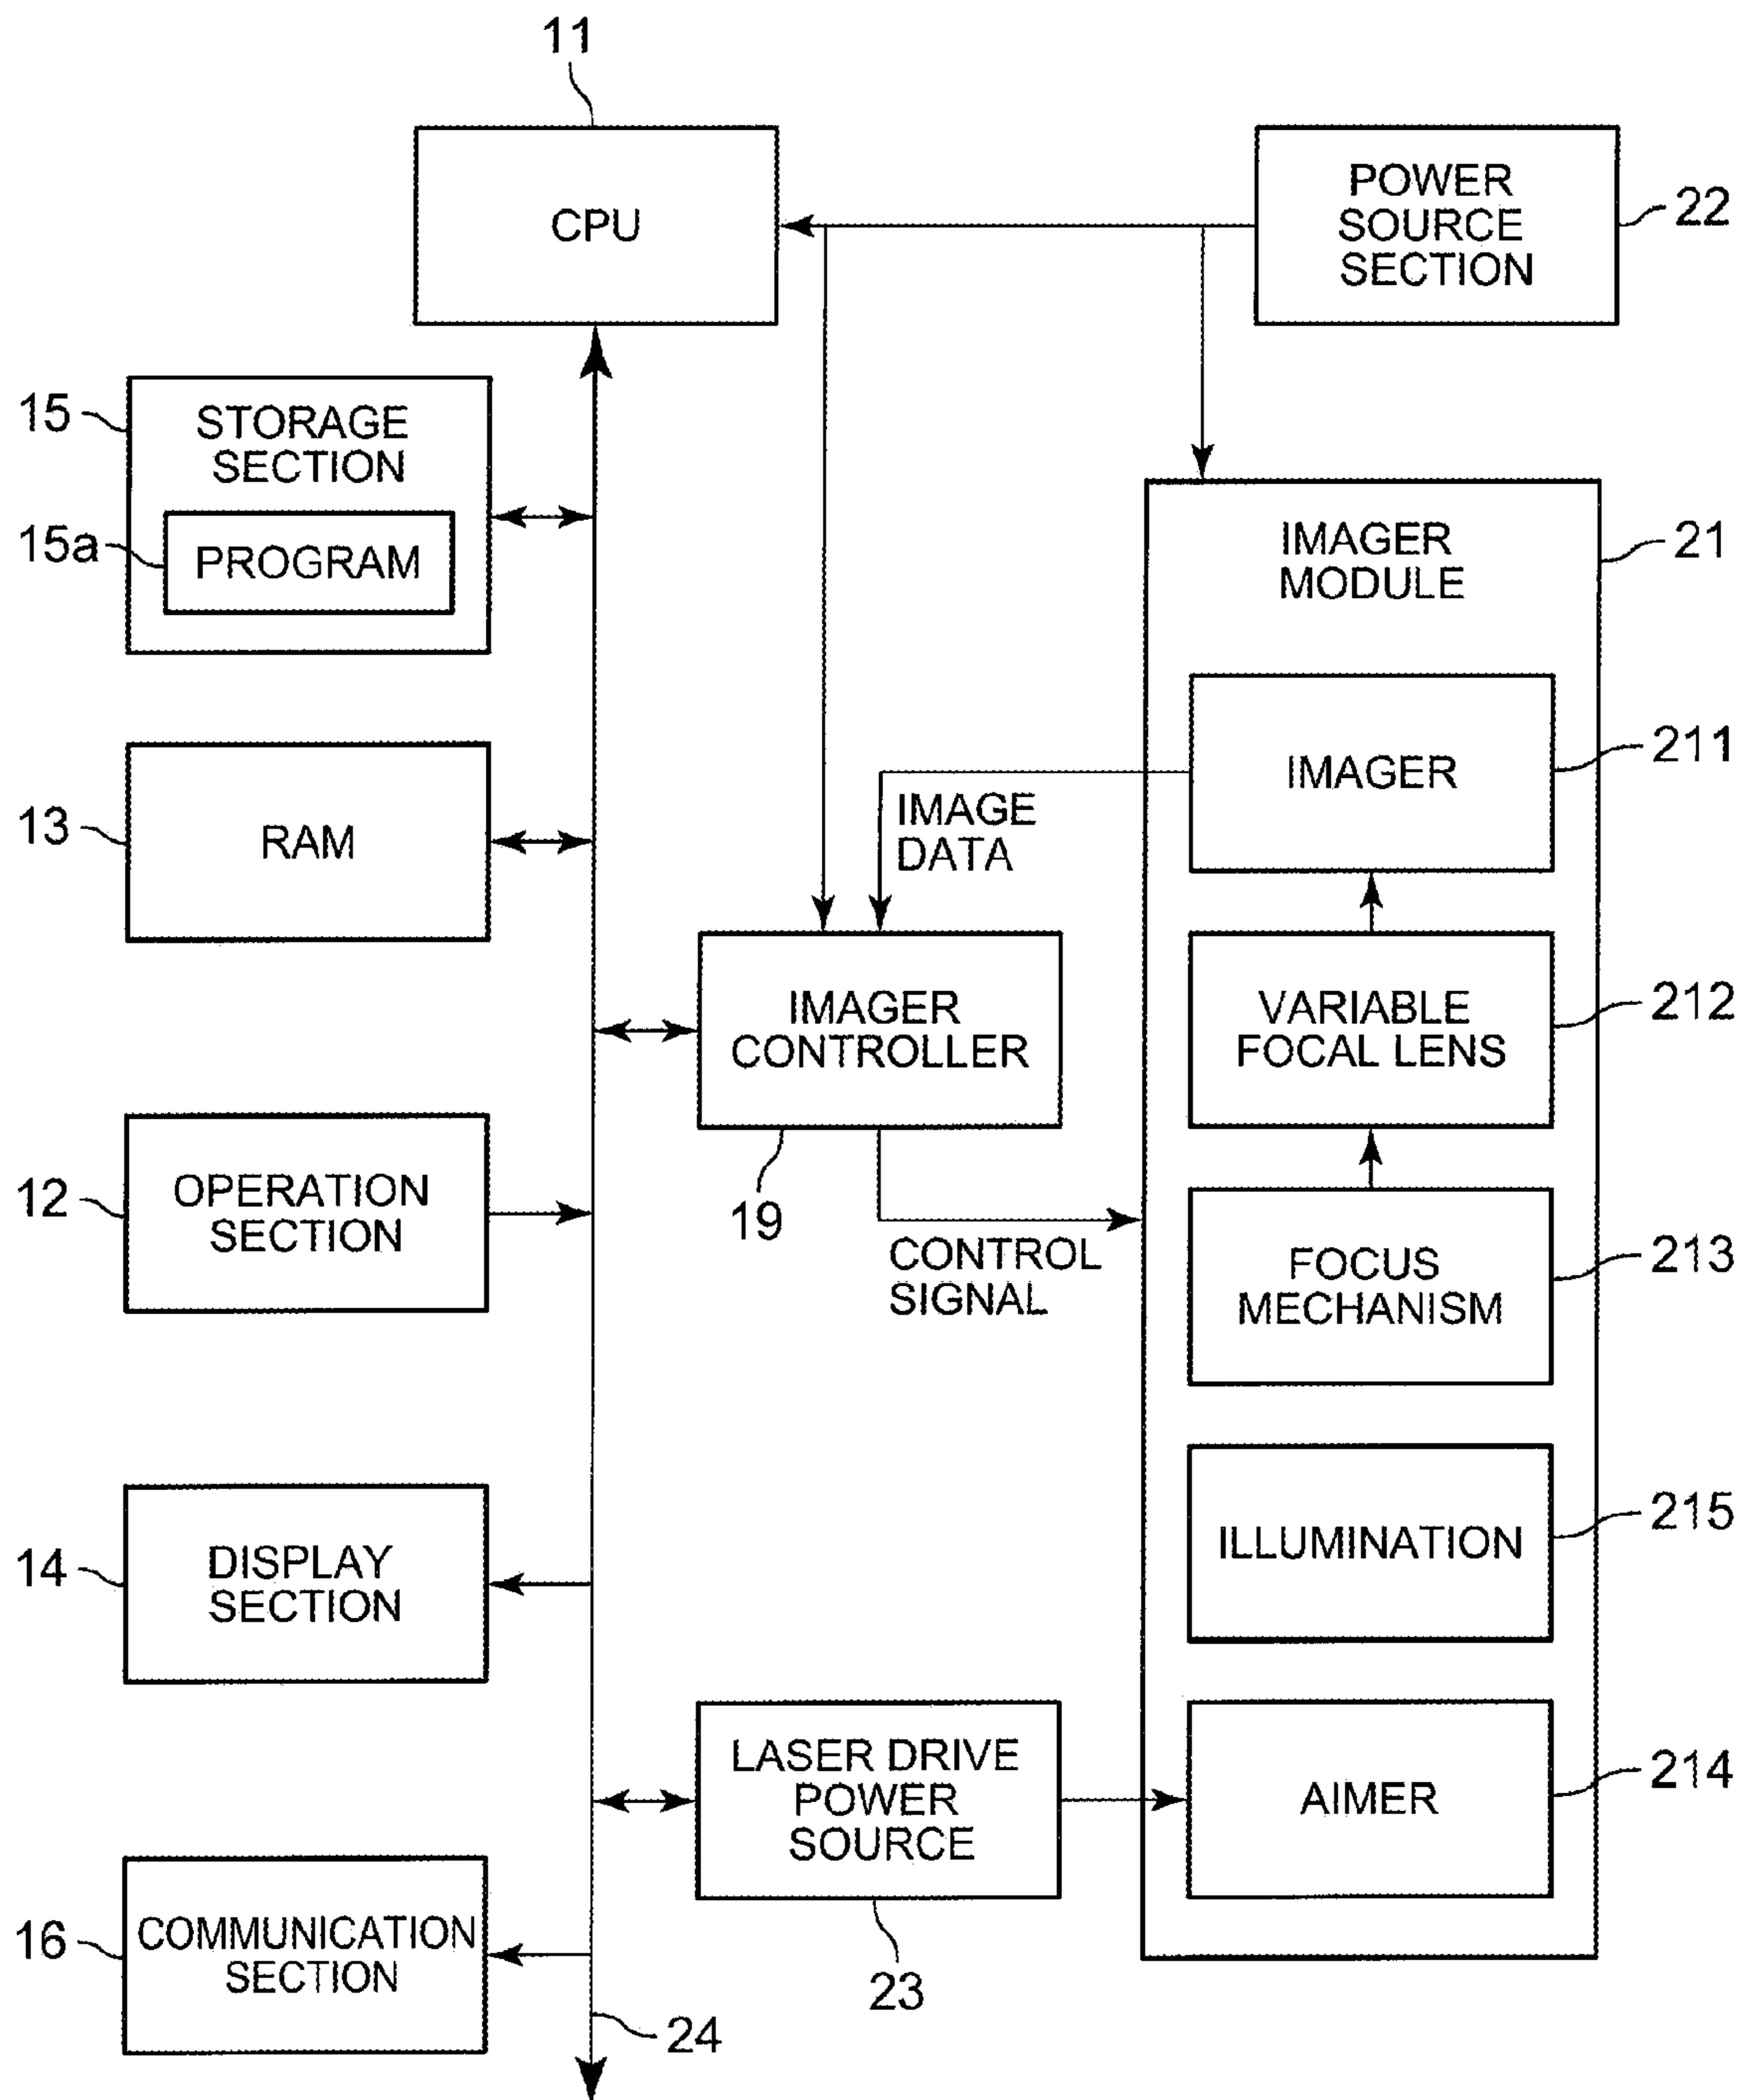 11
CPU
POWER
SOURCE
SECTION
22
15
STORAGE
SECTION
15a
PROGRAM
IMAGER
MODULE
21
13
RAM
IMAGE
DATA
IMAGER
211
IMAGER
CONTROLLER
19
VARIABLE
FOCAL LENS
212
12
OPERATION
SECTION
CONTROL
SIGNAL
FOCUS
MECHANISM
213
14
DISPLAY
SECTION
ILLUMINATION
215
LASER DRIVE
POWER
SOURCE
23
AIMER
214
16
COMMUNICATION
SECTION
24